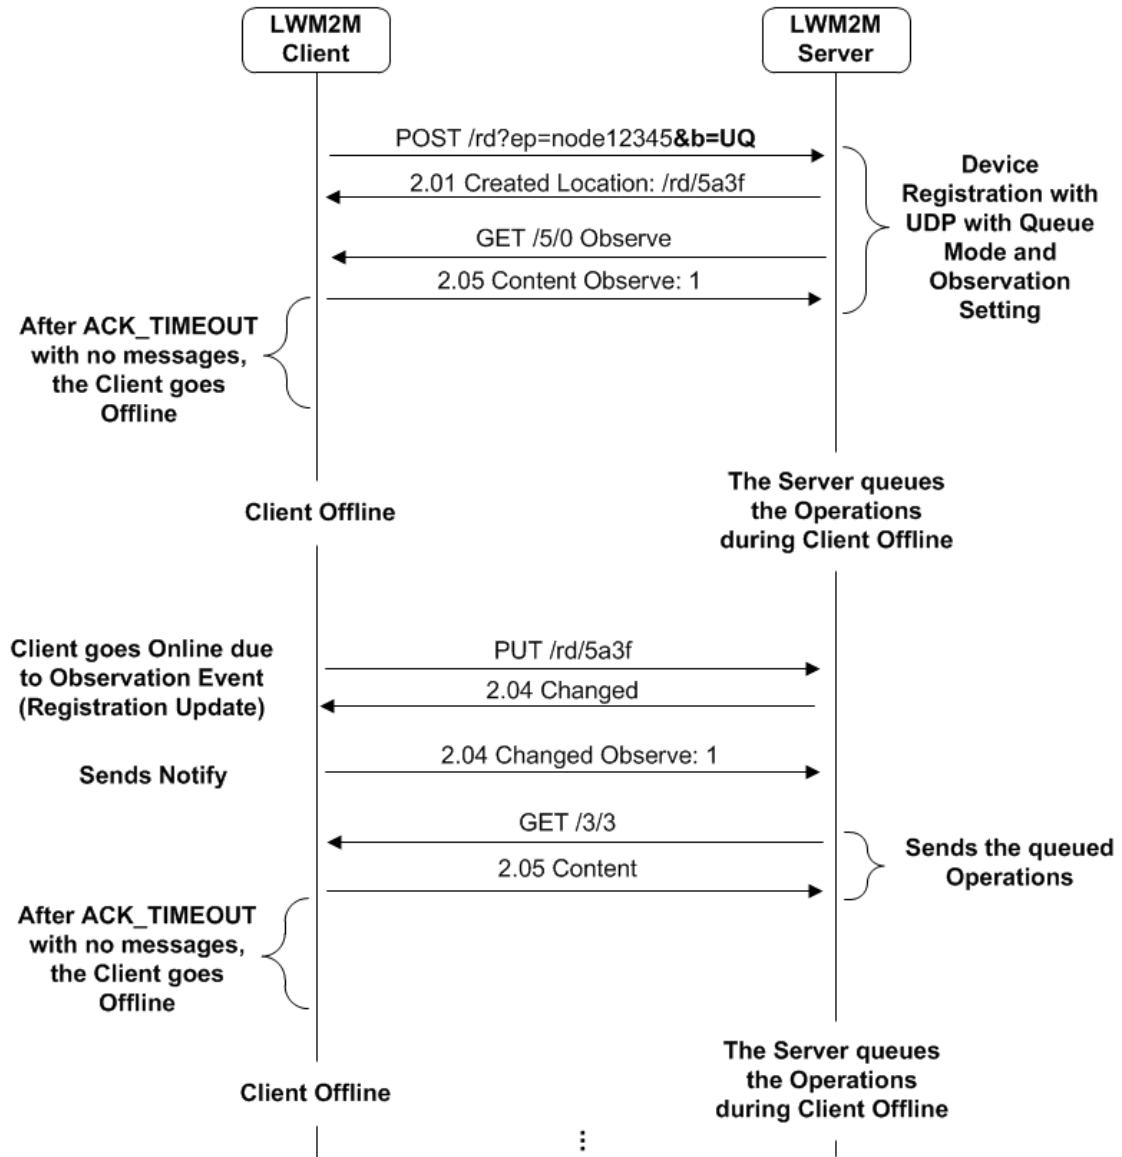 LWM2M
Client
LWM2M
Server
POST /rd?ep=node12345&b=UQ
2.01 Created Location: /rd/5a3f
GET /5/0 Observe
2.05 Content Observe: 1
Device
Registration with
UDP with Queue
Mode and
Observation
Setting
After ACK_TIMEOUT
with no messages,
the Client goes
Offline
Client Offline
The Server queues
the Operations
during Client Offline
Client goes Online due
to Observation Event
(Registration Update)
PUT /rd/5a3f
2.04 Changed
Sends Notify
2.04 Changed Observe: 1
GET /3/3
2.05 Content
Sends the queued
Operations
After ACK_TIMEOUT
with no messages,
the Client goes
Offline
Client Offline
The Server queues
the Operations
during Client Offline
⋮